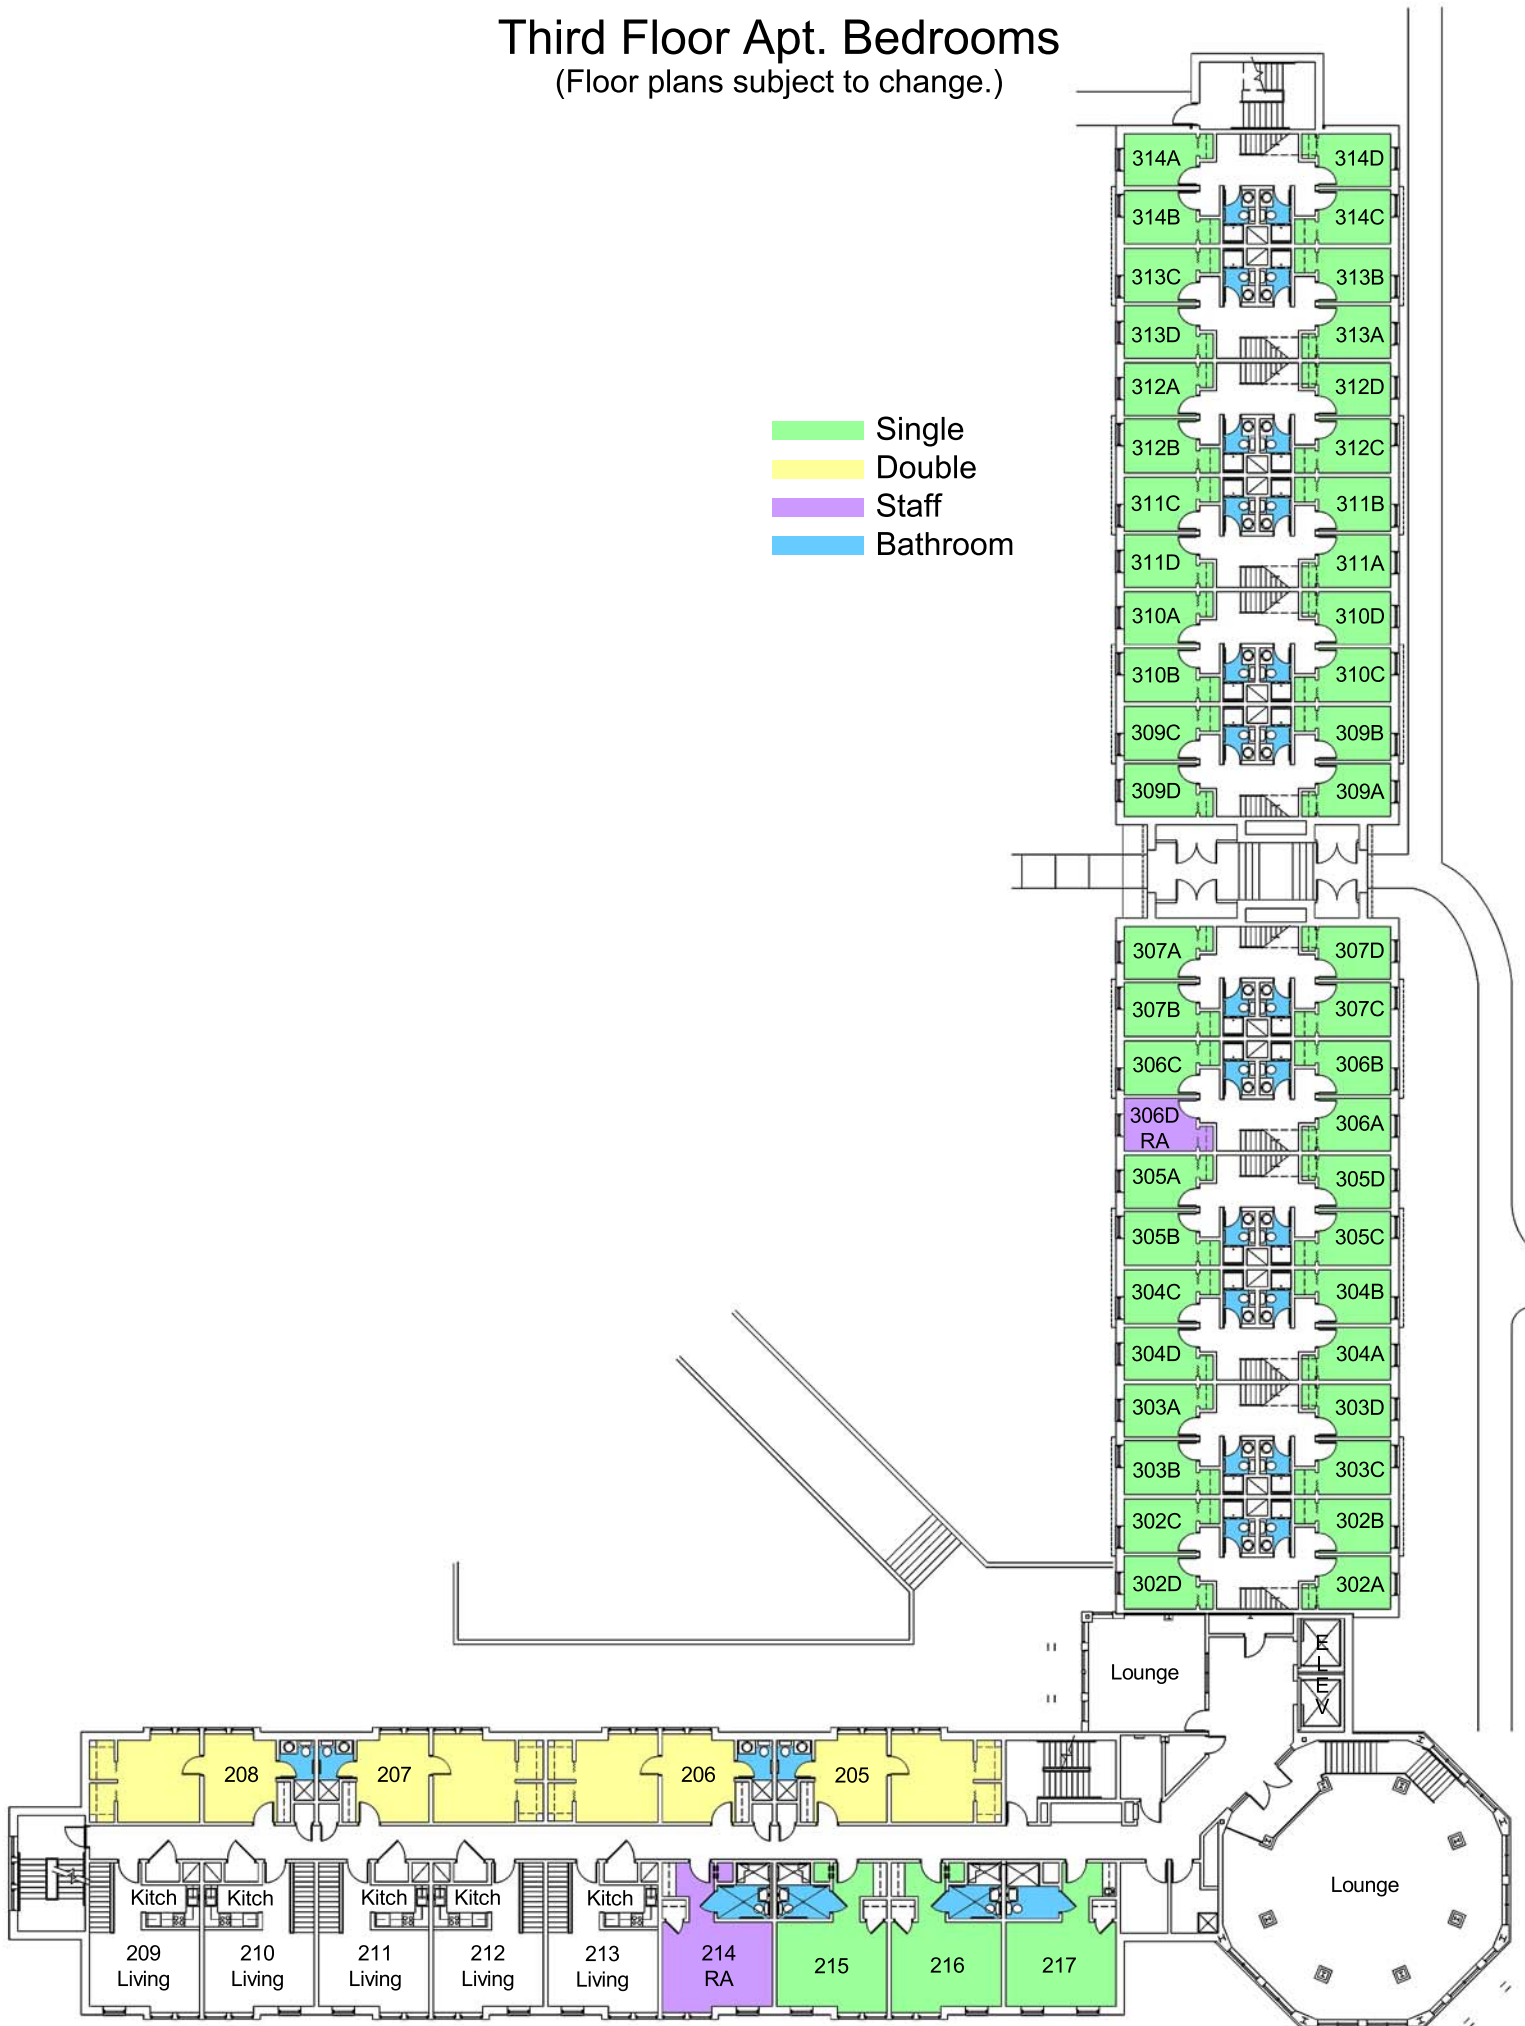 Third Floor Apt. Bedrooms
(Floor plans subject to change.)
314A 314D
314B 314C
313C 313B
313D 313A
312A 312D
Single
312B 312C
Double
Staff
311C 311B
Bathroom
311D 311A
310A 310D
310B 310C
309C 309B
309D 309A
307A 307D
307B 307C
306C 306B
306D
RA
306A
305A 305D
305B 305C
304C 304B
304D 304A
303A 303D
303B 303C
302C 302B
302D 302A
Lounge
ELEV
208 207 206 205
Kitch Kitch Kitch Kitch Kitch
Lounge
209
Living
210
Living
211
Living
212
Living
213
Living
214
RA
215
216
217